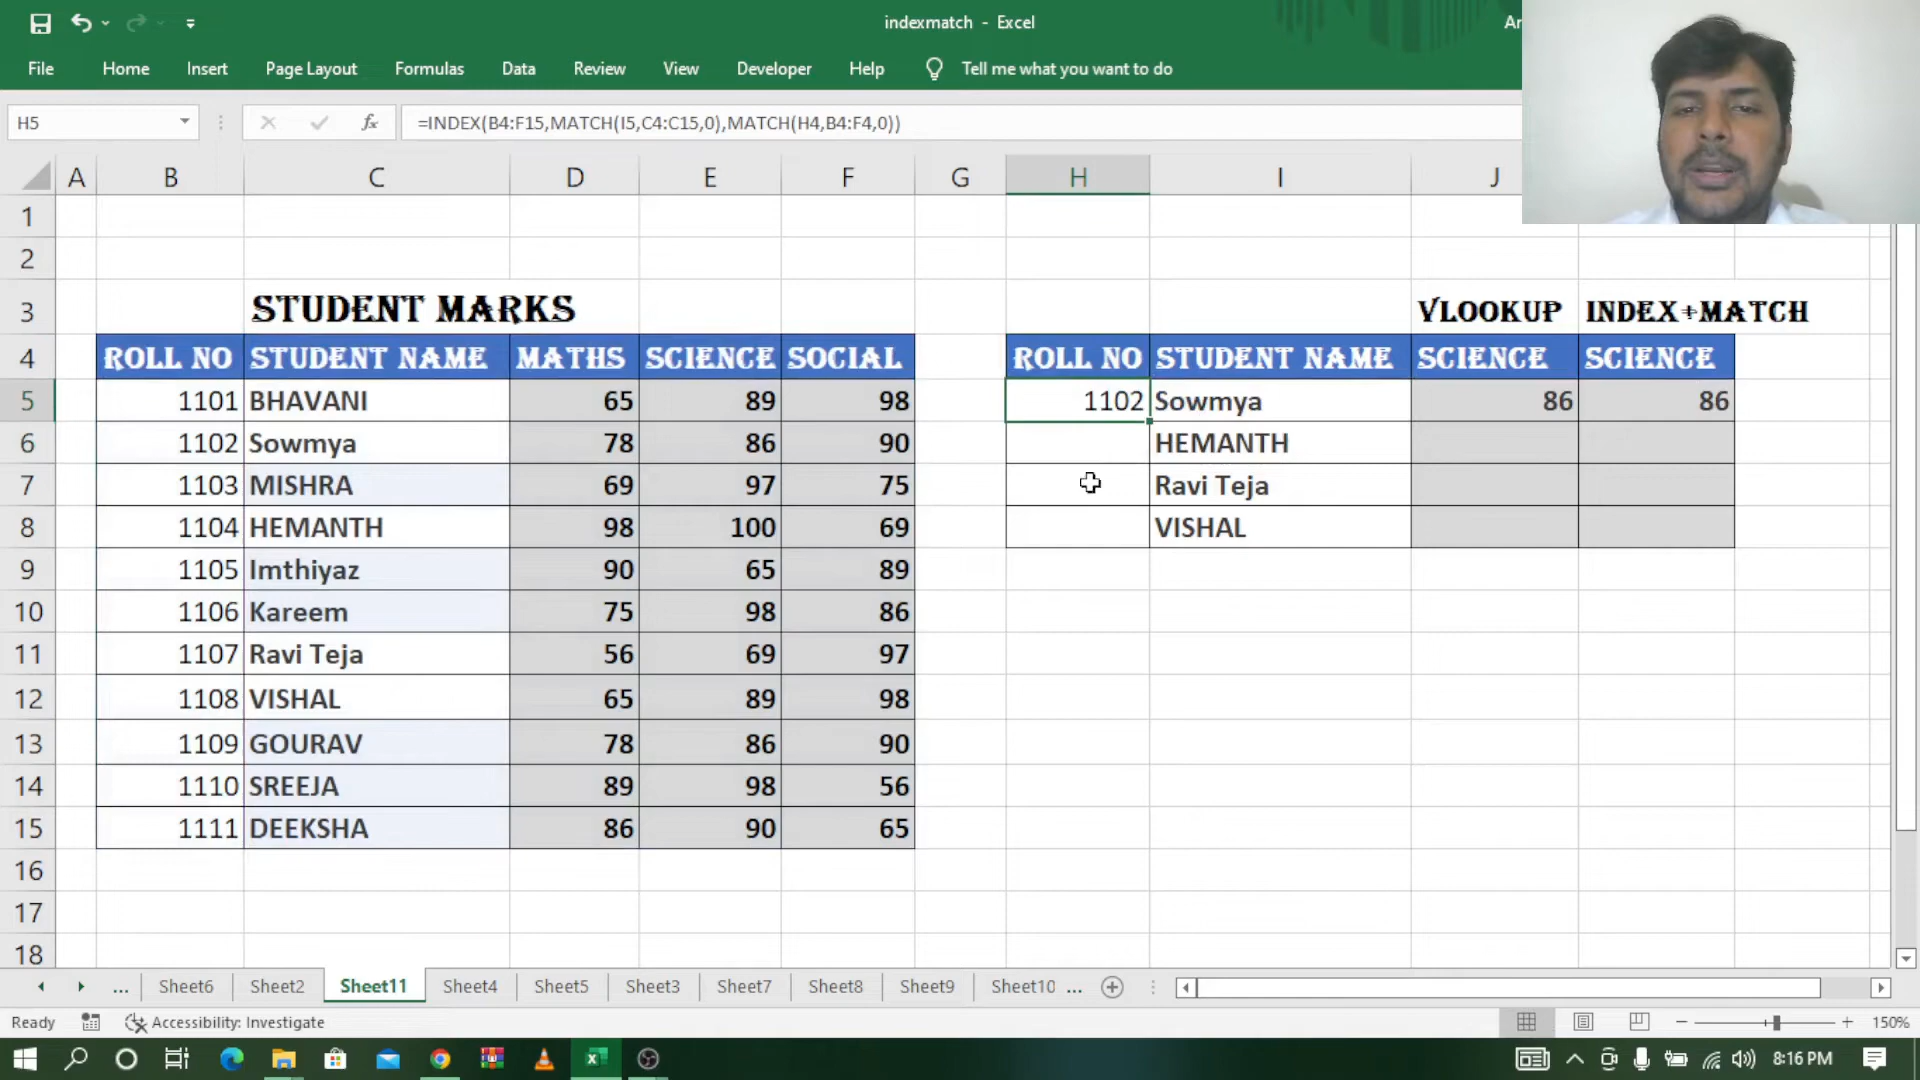 indexmatch - Excel
Ar
File Home Insert Page Layout Formulas Data Review View Developer Help Tell me what you want to do
H5 fx =INDEX(B4:F15,MATCH(I5,C4:C15,0),MATCH(H4,B4:F4,0))
A B C D E F G H I J
1
2
3 STUDENT MARKS VLOOKUP INDEX+MATCH
4 ROLL NO STUDENT NAME MATHS SCIENCE SOCIAL ROLL NO STUDENT NAME SCIENCE SCIENCE
5 1101 BHAVANI 65 89 98 1102 Sowmya 86 86
6 1102 Sowmya 78 86 90 HEMANTH
7 1103 MISHRA 69 97 75 Ravi Teja
8 1104 HEMANTH 98 100 69 VISHAL
9 1105 Imthiyaz 90 65 89
10 1106 Kareem 75 98 86
11 1107 Ravi Teja 56 69 97
12 1108 VISHAL 65 89 98
13 1109 GOURAV 78 86 90
14 1110 SREEJA 89 98 56
15 1111 DEEKSHA 86 90 65
16
17
18
... Sheet6 Sheet2 Sheet11 Sheet4 Sheet5 Sheet3 Sheet7 Sheet8 Sheet9 Sheet10 ...
Ready Accessibility: Investigate 150%
8:16 PM